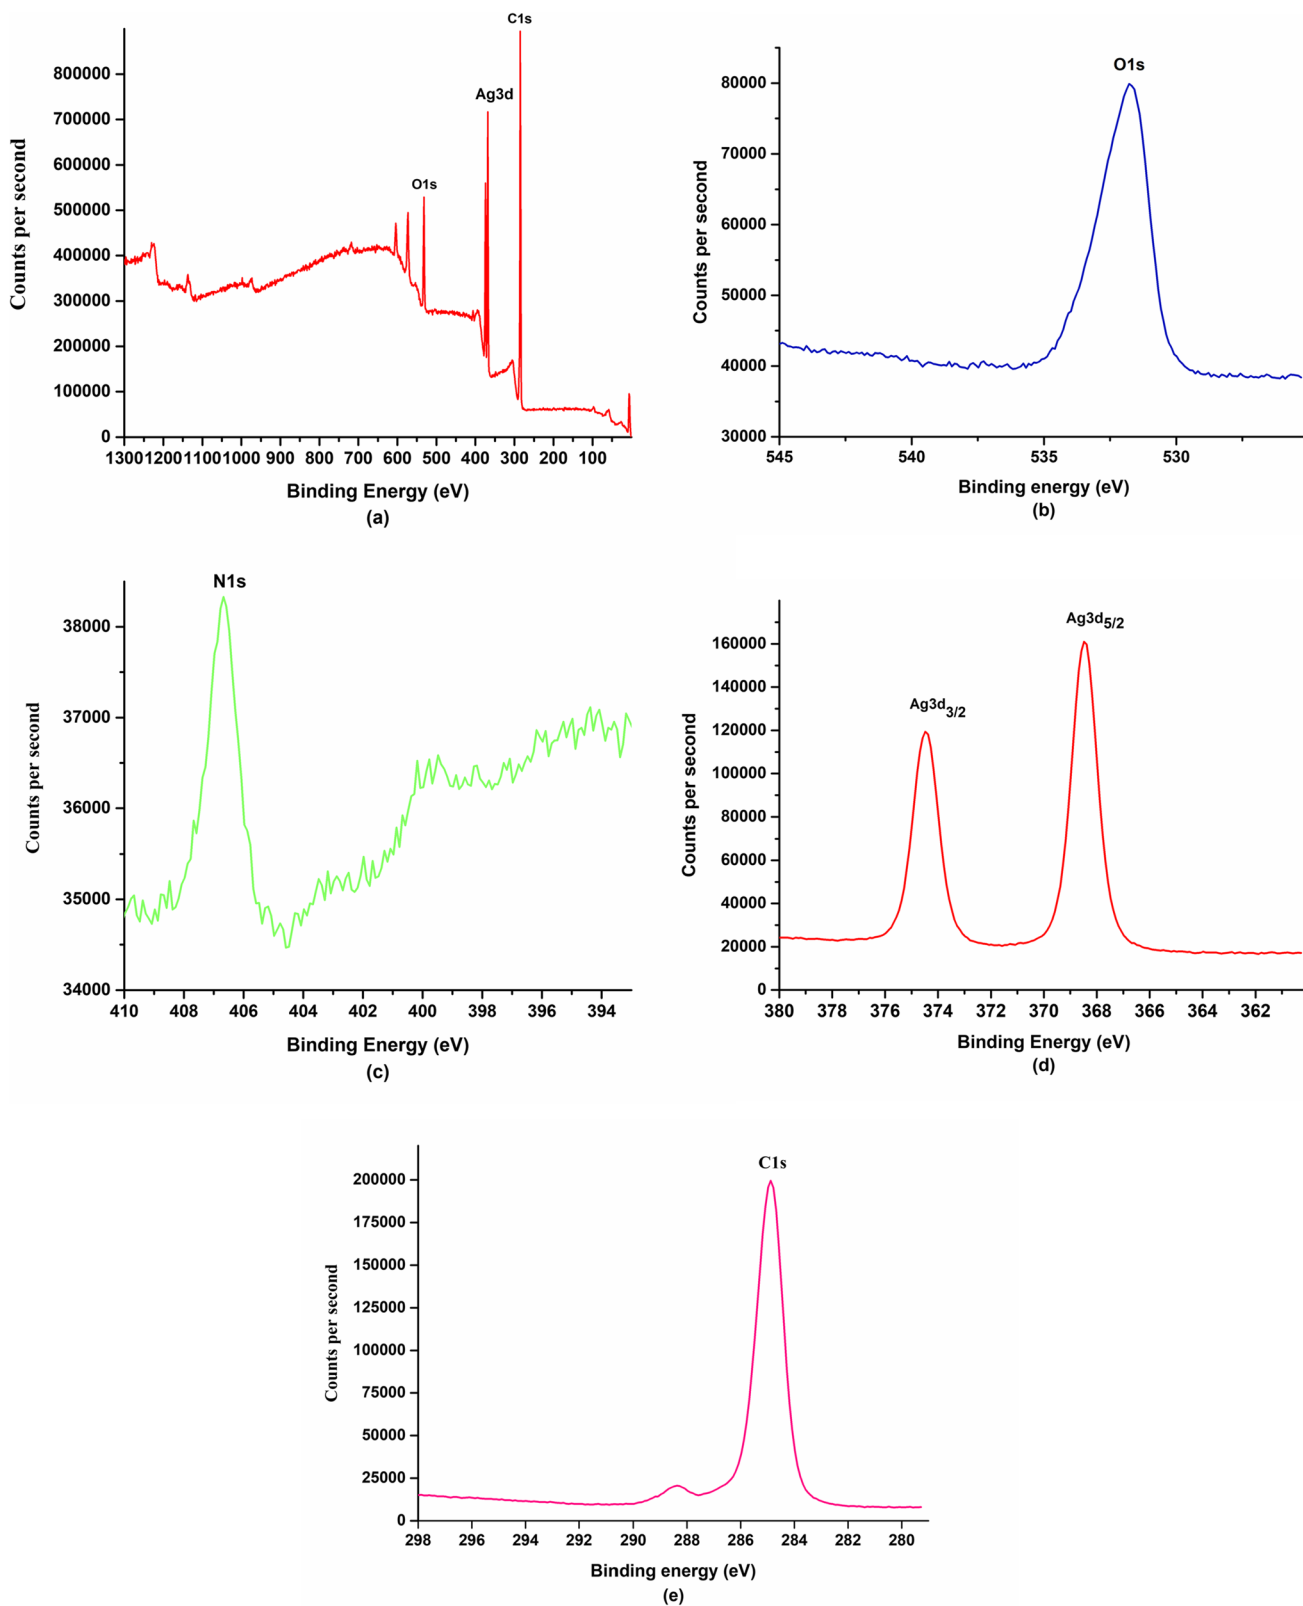 C1s
Ag3d
O1s
Counts per second
800000
700000
600000
500000
400000
300000
200000
100000
0
1300 1200 1100 1000 900 800 700 600 500 400 300 200 100
Binding Energy (eV)
(a)
O1s
Counts per second
80000
70000
60000
50000
40000
30000
545 540 535 530
Binding energy (eV)
(b)
N1s
Counts per second
38000
37000
36000
35000
34000
410 408 406 404 402 400 398 396 394
Binding Energy (eV)
(c)
Ag3d5/2
Ag3d3/2
Counts per second
160000
140000
120000
100000
80000
60000
40000
20000
0
380 378 376 374 372 370 368 366 364 362
Binding Energy (eV)
(d)
C1s
Counts per second
200000
175000
150000
125000
100000
75000
50000
25000
0
298 296 294 292 290 288 286 284 282 280
Binding energy (eV)
(e)